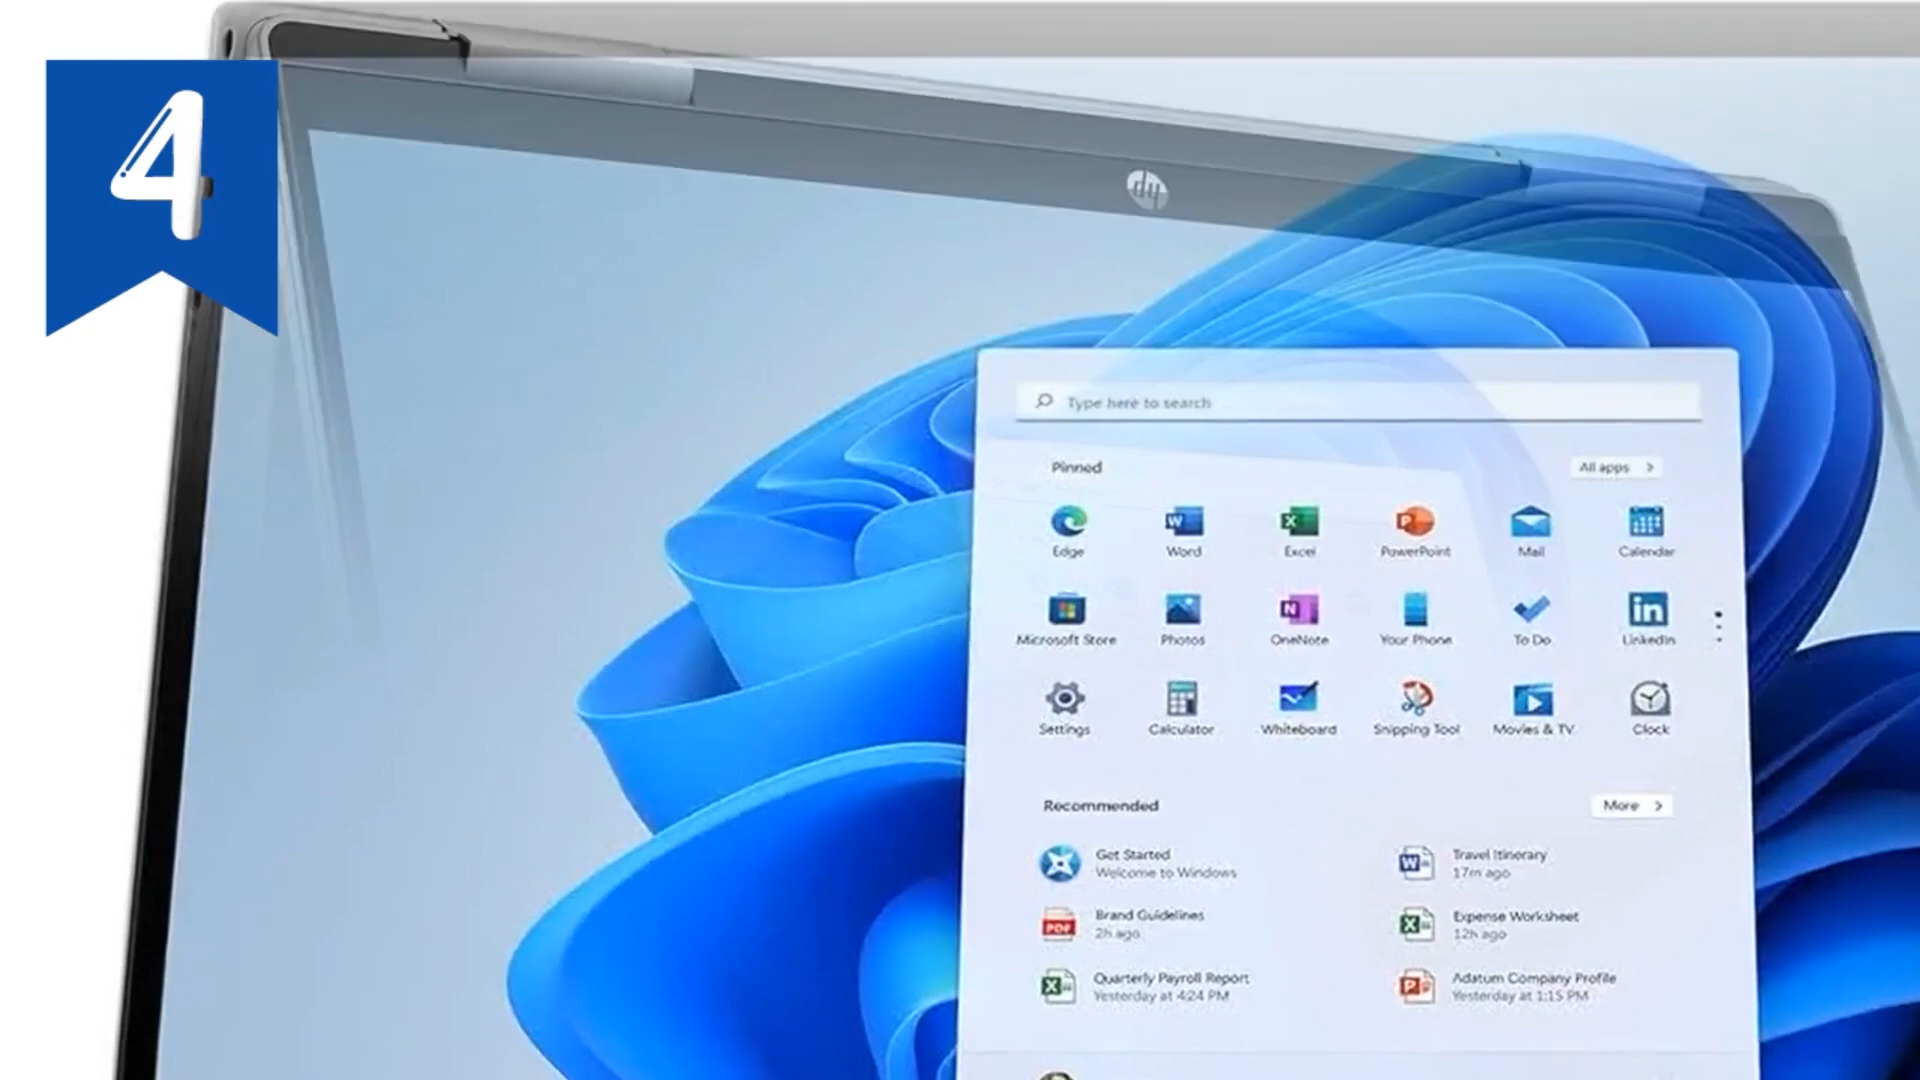 4
hp
Type here to search
Pinned
All apps >
Edge
Word
Excel
PowerPoint
Mail
Calendar
Microsoft Store
Photos
OneNote
Your Phone
To Do
LinkedIn
Settings
Calculator
Whiteboard
Snipping Tool
Movies & TV
Clock
Recommended
More >
Get Started
Welcome to Windows
Travel Itinerary
17m ago
Brand Guidelines
2h ago
Expense Worksheet
12h ago
Quarterly Payroll Report
Yesterday at 4:24 PM
Adatum Company Profile
Yesterday at 1:15 PM